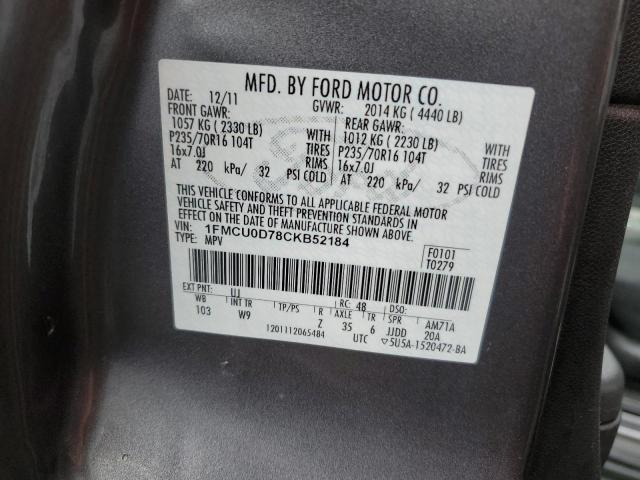 MFD. BY FORD MOTOR CO.
DATE: 12/11 GVWR: 2014 KG ( 4440 LB)
FRONT GAWR: REAR GAWR:
1057 KG ( 2330 LB) WITH 1012 KG ( 2230 LB) WITH
P235/70R16 104T TIRES P235/70R16 104T TIRES
16x7.0J RIMS 16x7.0J RIMS
AT 220 kPa/ 32 PSI COLD AT 220 kPa/ 32 PSI COLD
THIS VEHICLE CONFORMS TO ALL APPLICABLE FEDERAL MOTOR
VEHICLE SAFETY AND THEFT PREVENTION STANDARDS IN
EFFECT ON THE DATE OF MANUFACTURE SHOWN ABOVE.
VIN: 1FMCU0D78CKB52184
TYPE: MPV
F0101
T0279
EXT PNT: UJ RC: 48 DSO:
WB INT TR TP/PS R AXLE TR SPR AM71A
103 W9 Z 35 6 JJDD 20A
1201112065484 UTC ▽5U5A-1520472-BA
Ford